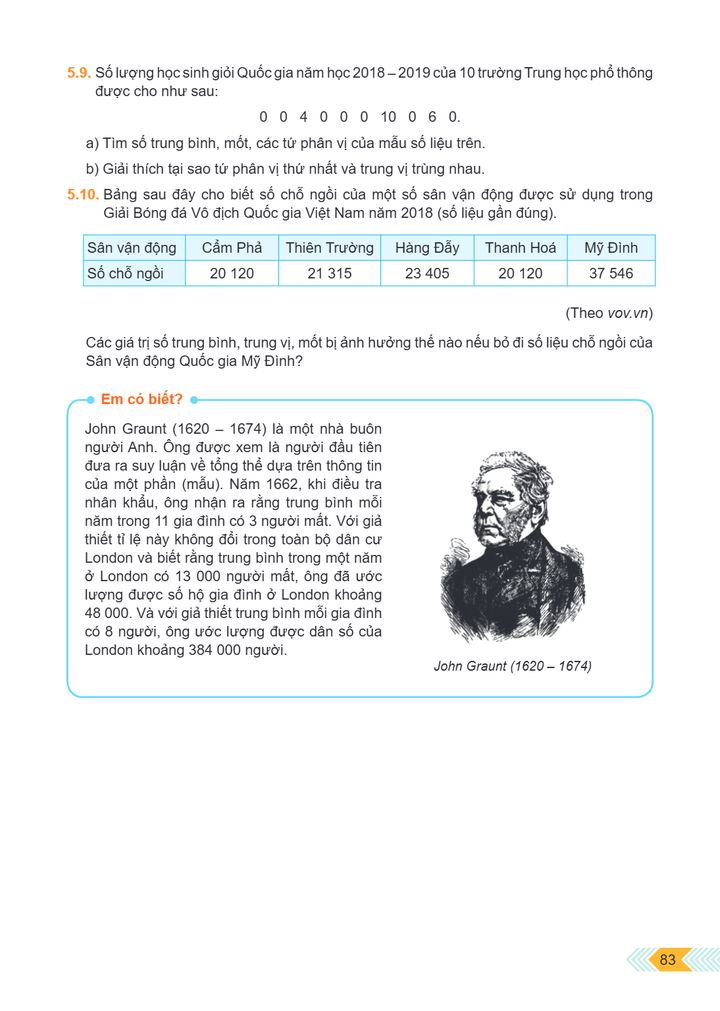 5.9. Số lượng học sinh giỏi Quốc gia năm học 2018 – 2019 của 10 trường Trung học phổ thông
được cho như sau:
0 0 4 0 0 0 10 0 6 0.
a) Tìm số trung bình, mốt, các tứ phân vị của mẫu số liệu trên.
b) Giải thích tại sao tứ phân vị thứ nhất và trung vị trùng nhau.
5.10. Bảng sau đây cho biết số chỗ ngồi của một số sân vận động được sử dụng trong
Giải Bóng đá Vô địch Quốc gia Việt Nam năm 2018 (số liệu gần đúng).
Sân vận động Cẩm Phả Thiên Trường Hàng Đẫy Thanh Hoá Mỹ Đình
Số chỗ ngồi 20 120 21 315 23 405 20 120 37 546
(Theo vov.vn)
Các giá trị số trung bình, trung vị, mốt bị ảnh hưởng thế nào nếu bỏ đi số liệu chỗ ngồi của
Sân vận động Quốc gia Mỹ Đình?
Em có biết?
John Graunt (1620 – 1674) là một nhà buôn
người Anh. Ông được xem là người đầu tiên
đưa ra suy luận về tổng thể dựa trên thông tin
của một phần (mẫu). Năm 1662, khi điều tra
nhân khẩu, ông nhận ra rằng trung bình mỗi
năm trong 11 gia đình có 3 người mất. Với giả
thiết tỉ lệ này không đổi trong toàn bộ dân cư
London và biết rằng trung bình trong một năm
ở London có 13 000 người mất, ông đã ước
lượng được số hộ gia đình ở London khoảng
48 000. Và với giả thiết trung bình mỗi gia đình
có 8 người, ông ước lượng được dân số của
London khoảng 384 000 người.
John Graunt (1620 – 1674)
83